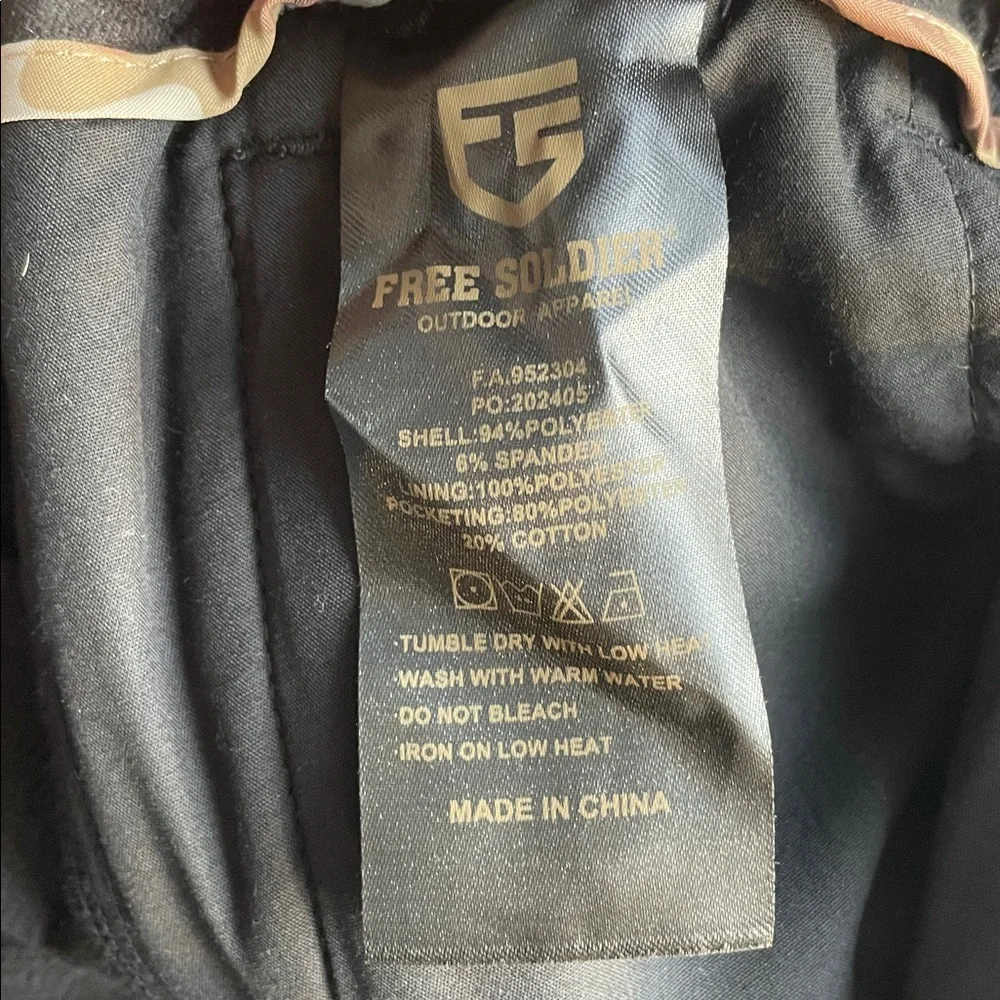 FS
FREE SOLDIER
OUTDOOR APPAREL
F.A.952304
PO:202405
SHELL:94%POLYESTER
6% SPANDEX
LINING:100%POLYESTER
POCKETING:80%POLYESTER
20% COTTON
·TUMBLE DRY WITH LOW HEAT
·WASH WITH WARM WATER
·DO NOT BLEACH
·IRON ON LOW HEAT
MADE IN CHINA